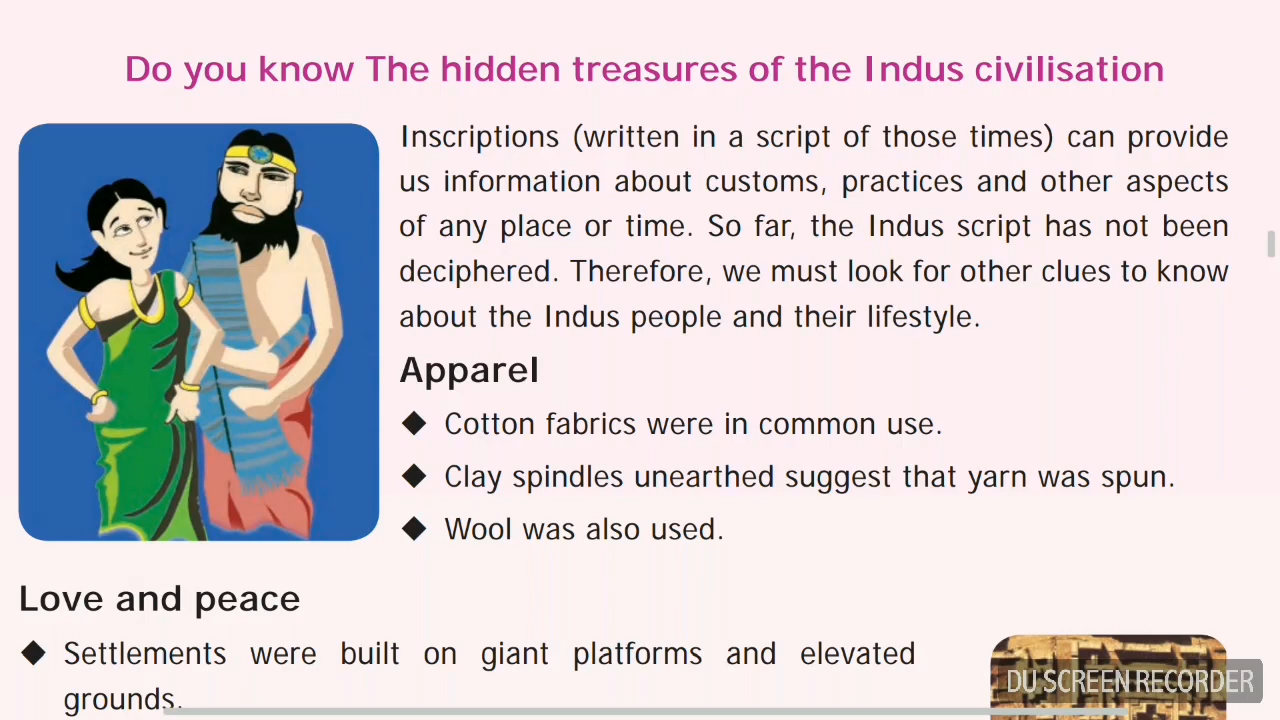 Do you know The hidden treasures of the Indus civilisation
Inscriptions (written in a script of those times) can provide
us information about customs, practices and other aspects
of any place or time. So far, the Indus script has not been
deciphered. Therefore, we must look for other clues to know
about the Indus people and their lifestyle.
Apparel
◆ Cotton fabrics were in common use.
◆ Clay spindles unearthed suggest that yarn was spun.
◆ Wool was also used.
Love and peace
◆ Settlements were built on giant platforms and elevated
grounds.
DU SCREEN RECORDER